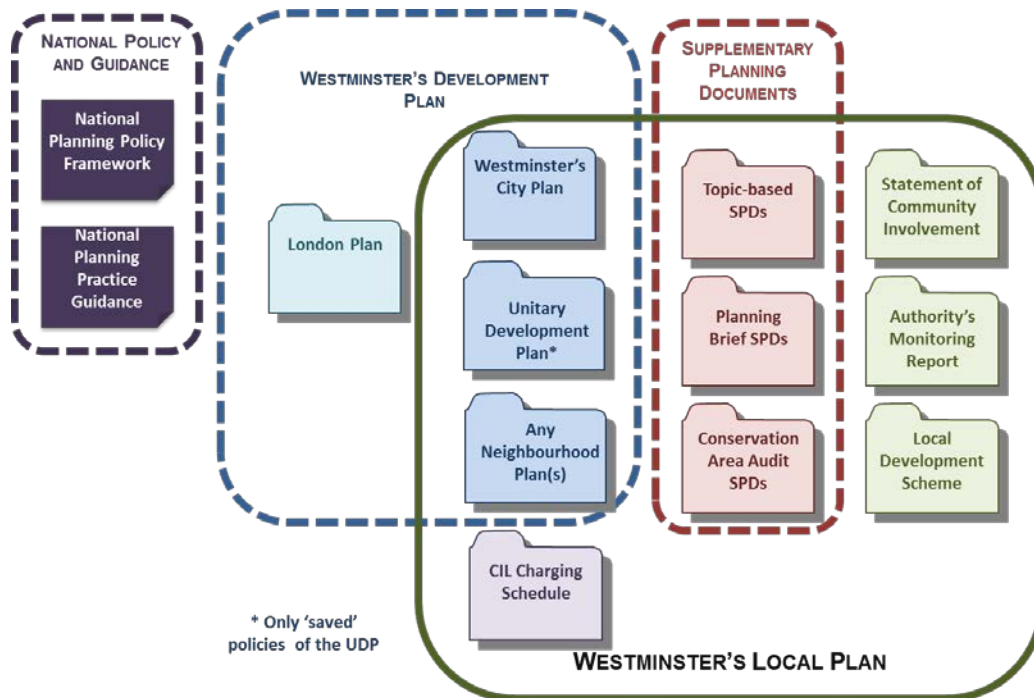 NATIONAL POLICY
AND GUIDANCE
National
Planning Policy
Framework
National
Planning
Practice
Guidance
WESTMINSTER'S DEVELOPMENT
PLAN
London Plan
Westminster's
City Plan
Unitary
Development
Plan*
Any
Neighbourhood
Plan(s)
CIL Charging
Schedule
* Only 'saved'
policies of the UDP
SUPPLEMENTARY
PLANNING
DOCUMENTS
Topic-based
SPDs
Planning
Brief SPDs
Conservation
Area Audit
SPDs
Statement of
Community
Involvement
Authority's
Monitoring
Report
Local
Development
Scheme
WESTMINSTER'S LOCAL PLAN